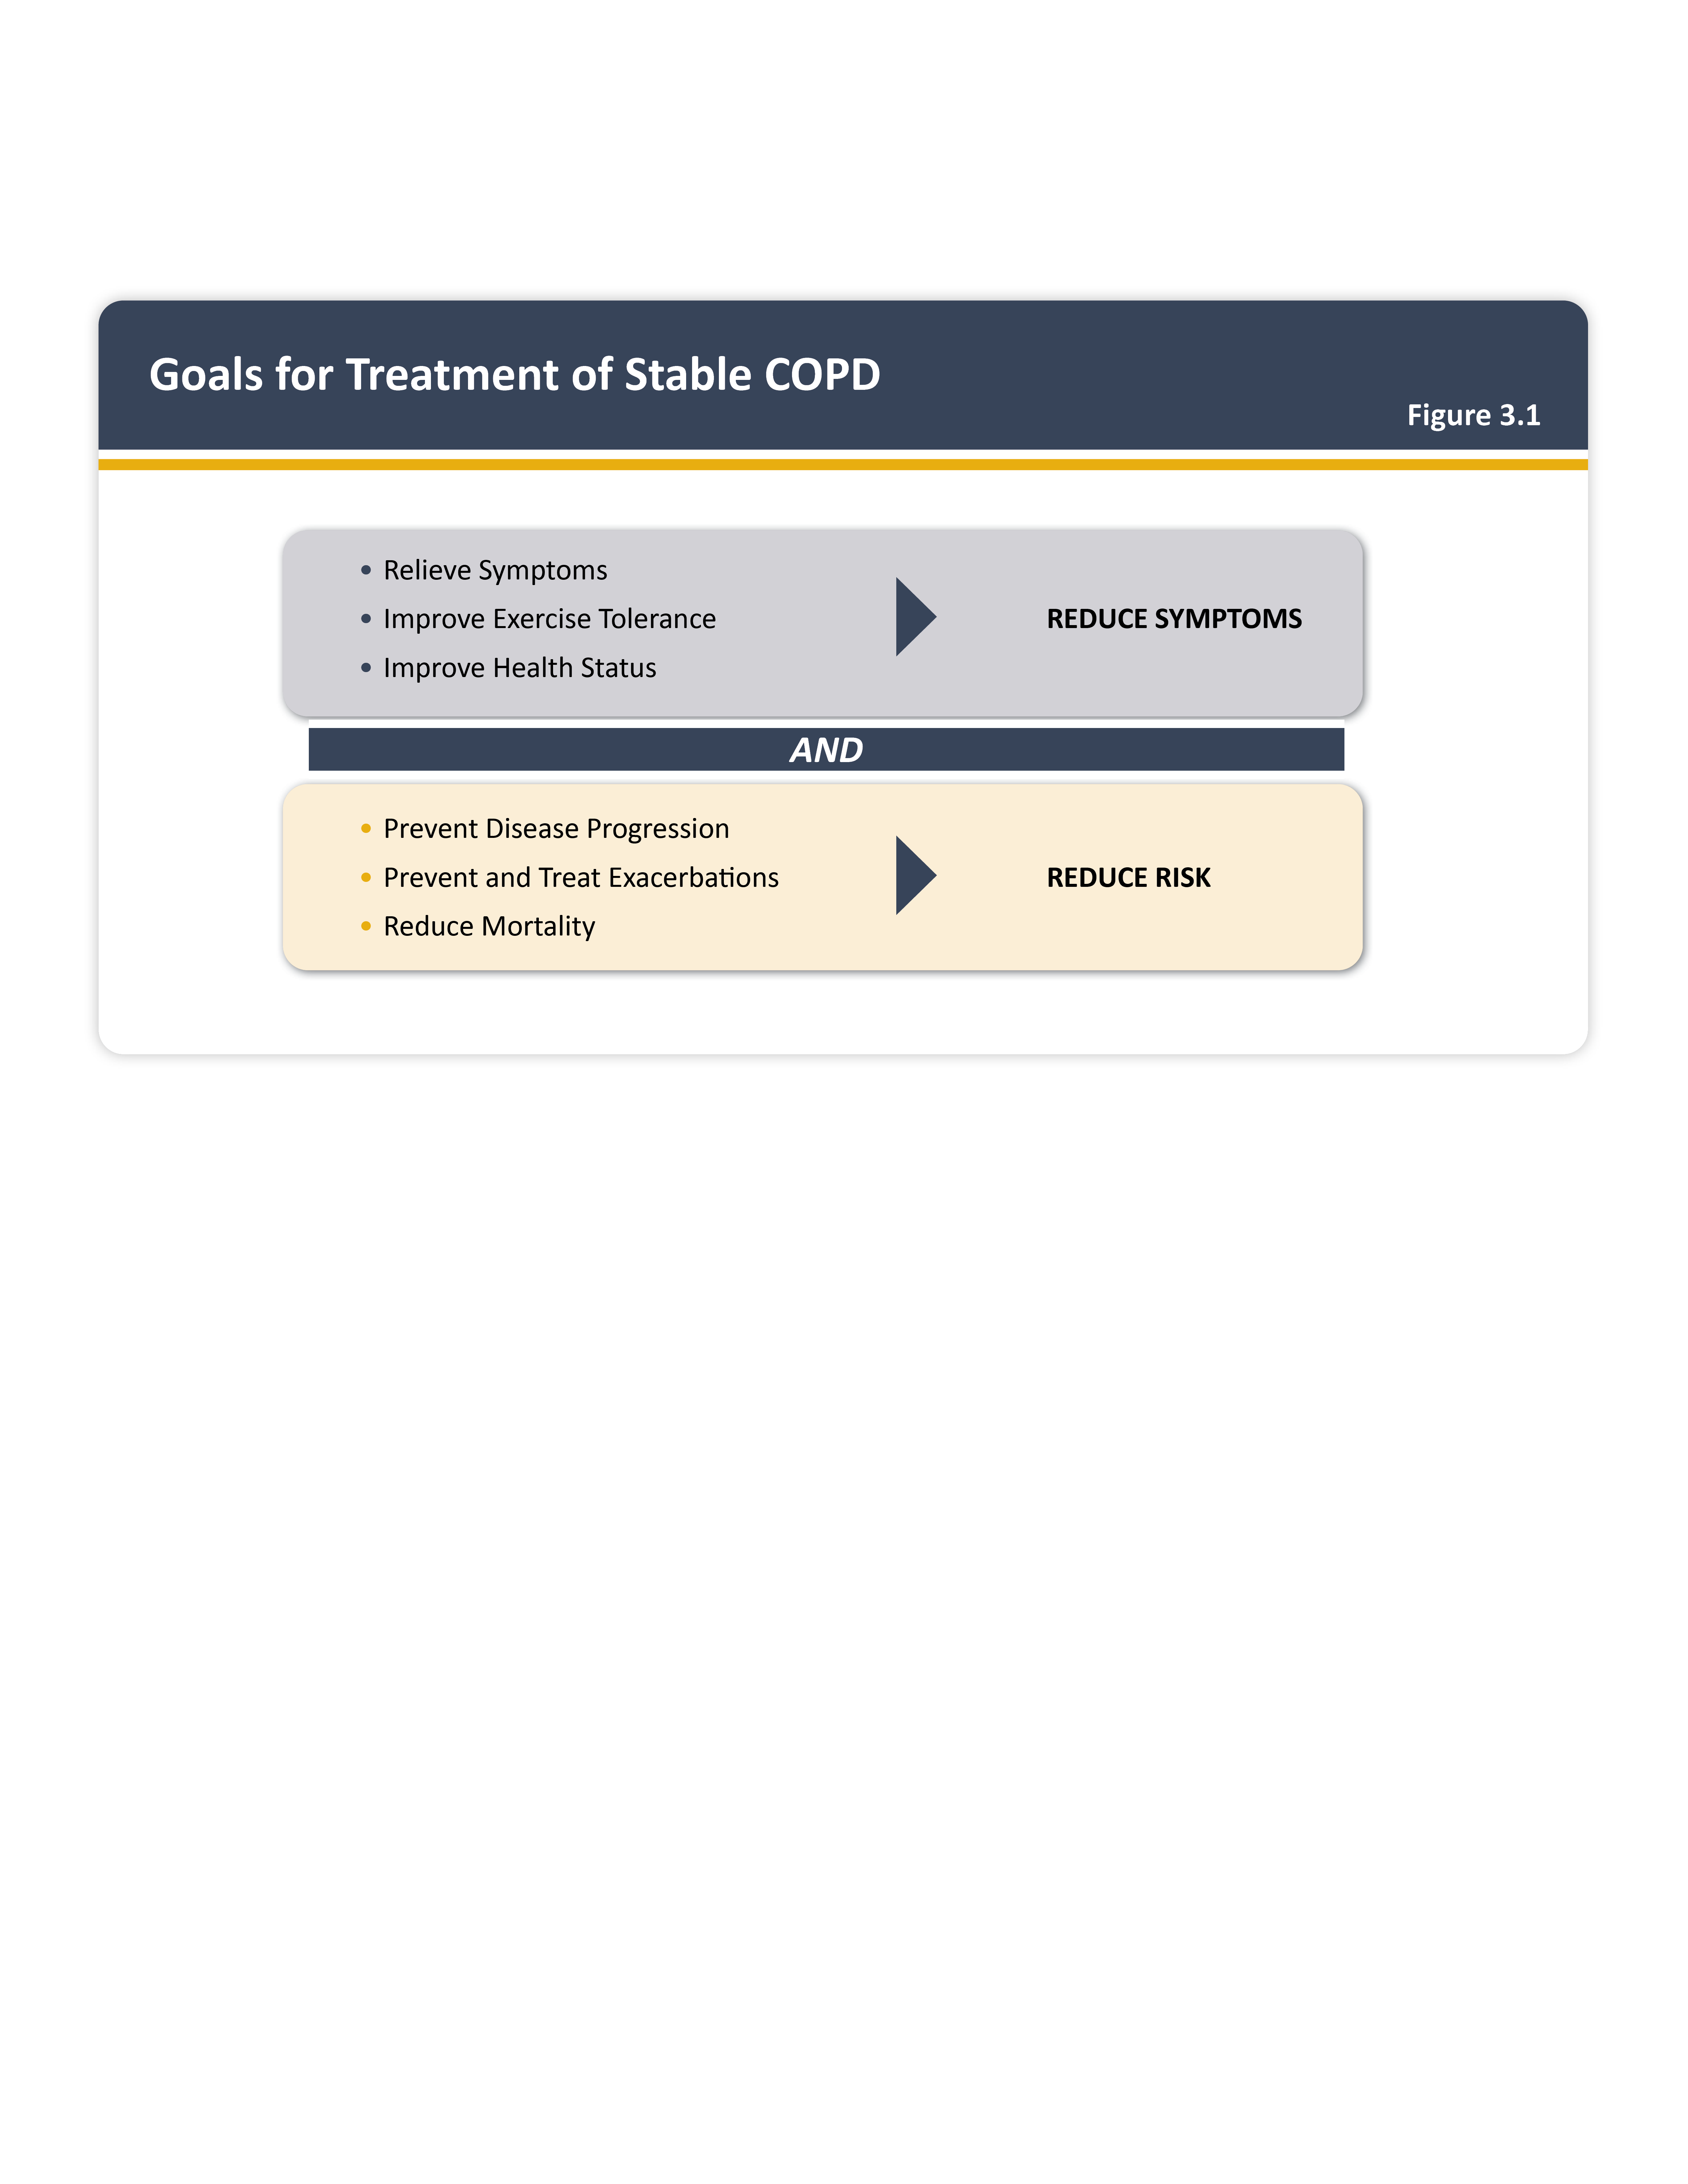 Goals for Treatment of Stable COPD
Figure 3.1
• Relieve Symptoms
• Improve Exercise Tolerance
• Improve Health Status
REDUCE SYMPTOMS
AND
• Prevent Disease Progression
• Prevent and Treat Exacerbations
• Reduce Mortality
REDUCE RISK